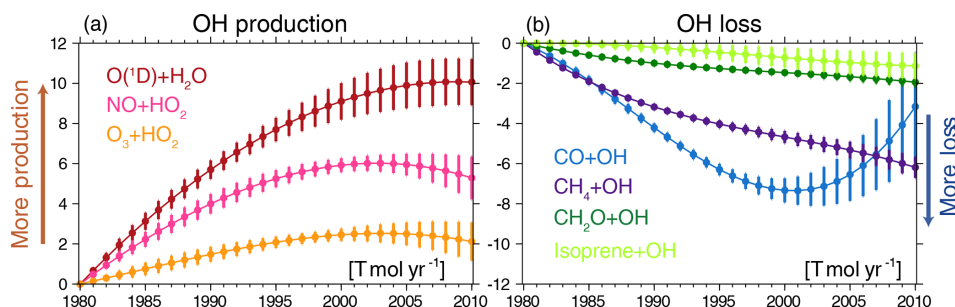 (a) OH production
12
10
8
6
4
2
0
More production
O(¹D)+H₂O
NO+HO₂
O₃+HO₂
[T mol yr⁻¹]
1980 1985 1990 1995 2000 2005 2010
(b) OH loss
0
-2
-4
-6
-8
-10
-12
CO+OH
CH₄+OH
CH₂O+OH
Isoprene+OH
[T mol yr⁻¹]
1980 1985 1990 1995 2000 2005 2010
More loss